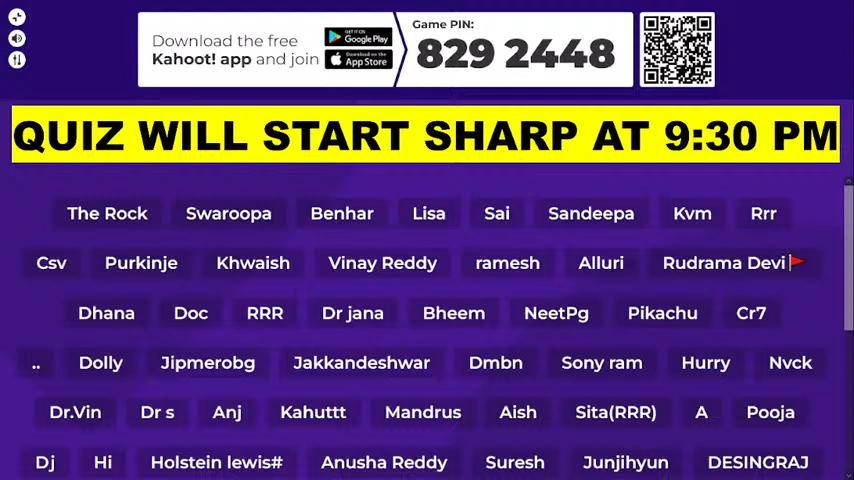 Download the free
Kahoot! app and join
GET IT ON
Google Play
Download on the
App Store
Game PIN:
829 2448
QUIZ WILL START SHARP AT 9:30 PM
The Rock Swaroopa Benhar Lisa Sai Sandeepa Kvm Rrr
Csv Purkinje Khwaish Vinay Reddy ramesh Alluri Rudrama Devi🚩
Dhana Doc RRR Dr jana Bheem NeetPg Pikachu Cr7
.. Dolly Jipmerobg Jakkandeshwar Dmbn Sony ram Hurry Nvck
Dr.Vin Dr s Anj Kahuttt Mandrus Aish Sita(RRR) A Pooja
Dj Hi Holstein lewis# Anusha Reddy Suresh Junjihyun DESINGRAJ